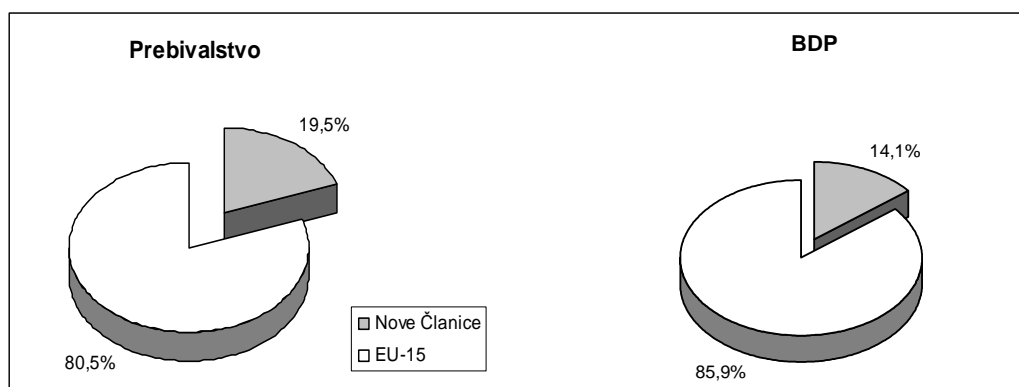 Prebivalstvo
19,5%
80,5%
Nove Članice
EU-15
BDP
14,1%
85,9%